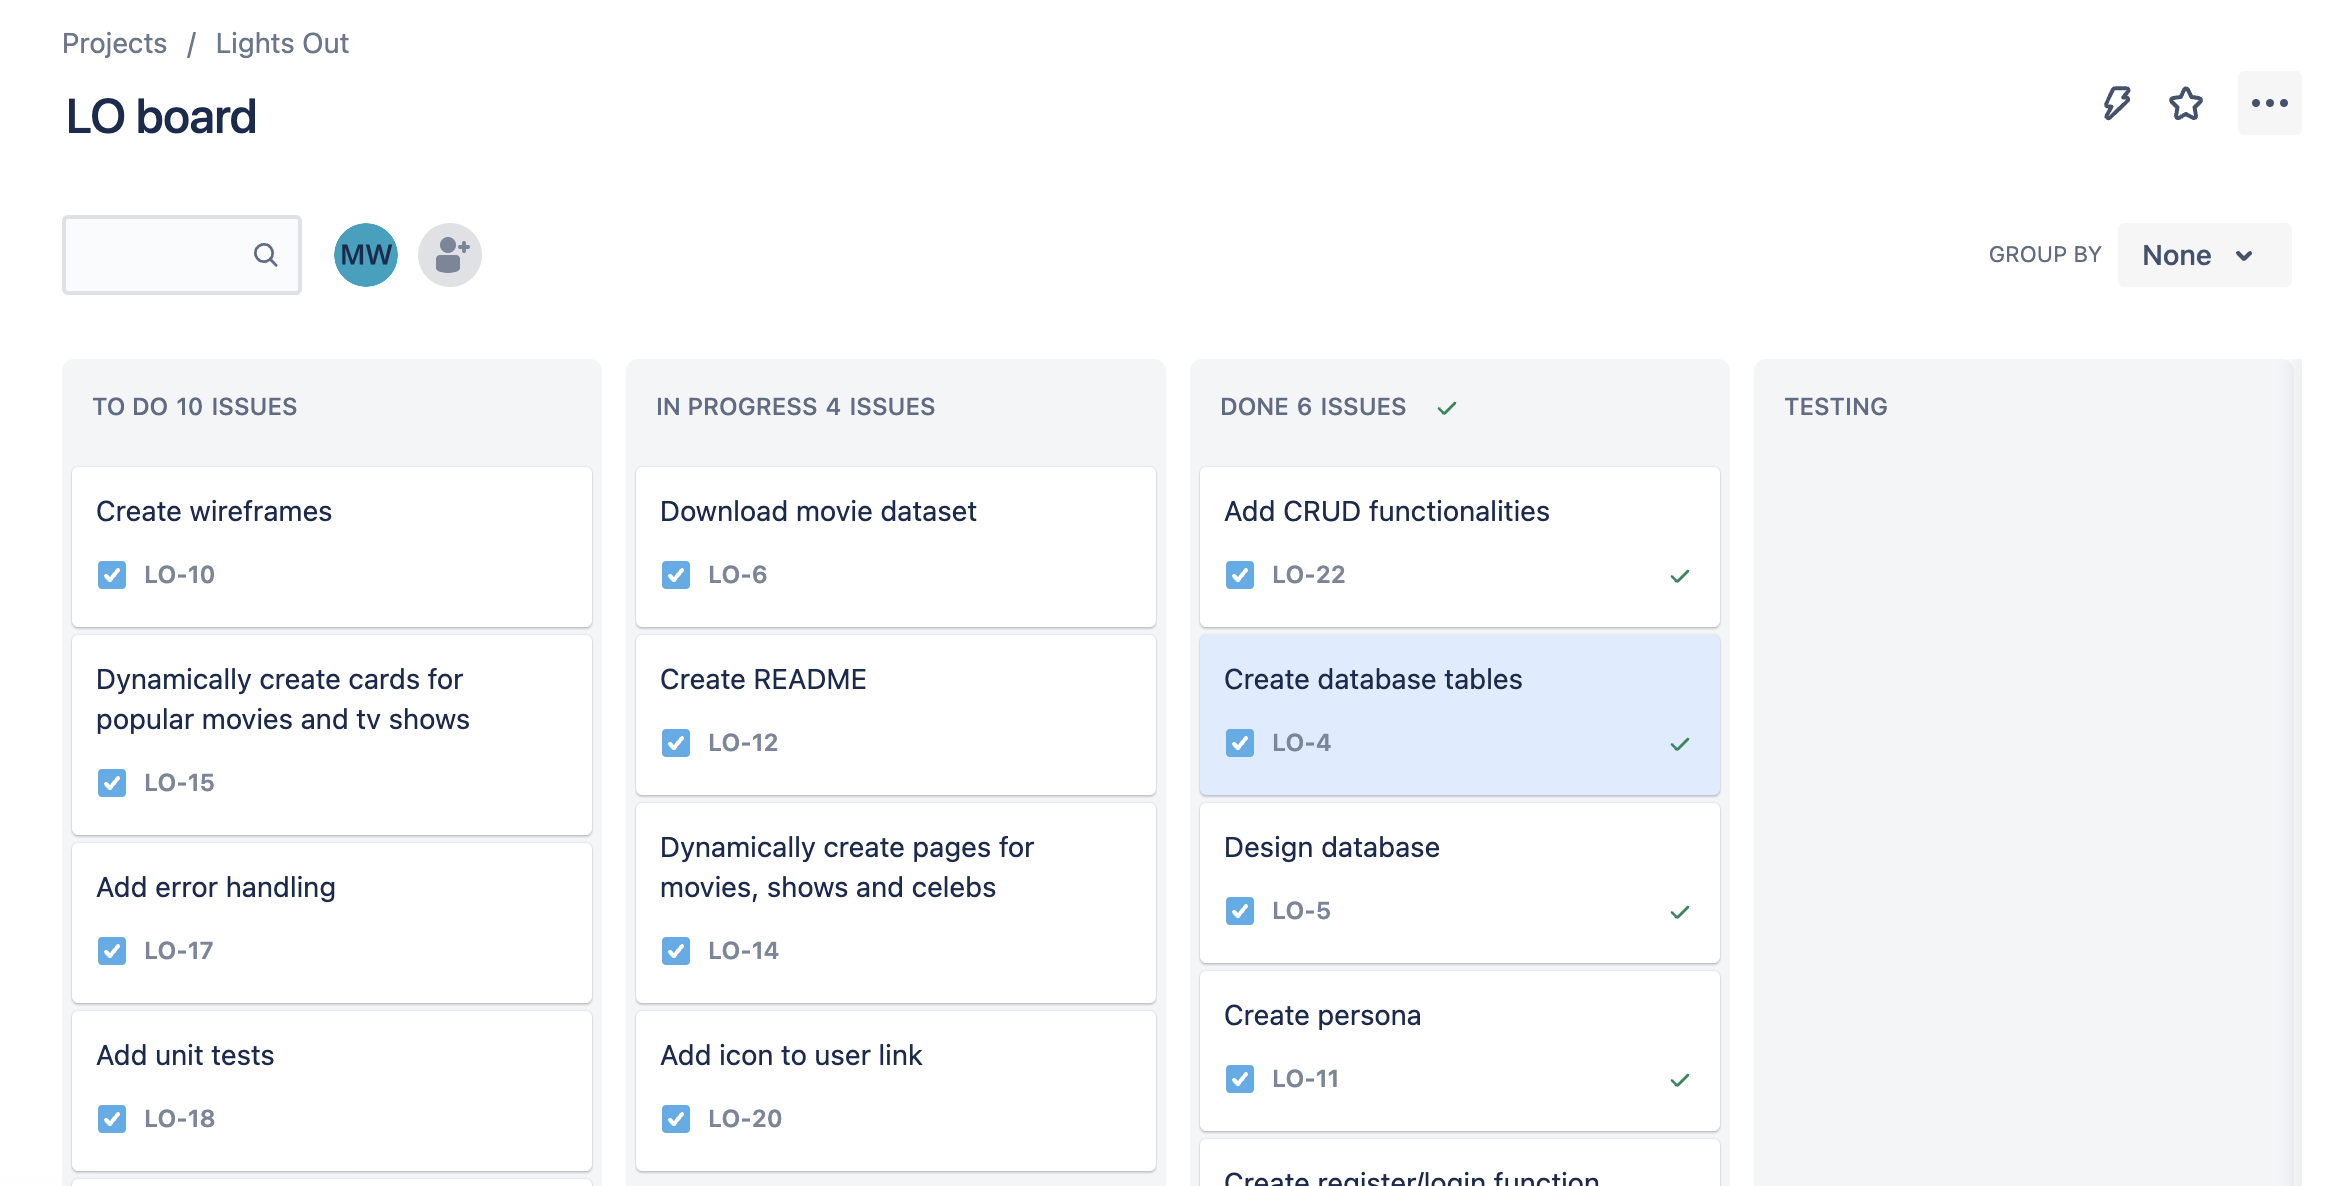 Projects / Lights Out
LO board
MW
GROUP BY None
TO DO 10 ISSUES
Create wireframes
LO-10
Dynamically create cards for
popular movies and tv shows
LO-15
Add error handling
LO-17
Add unit tests
LO-18
IN PROGRESS 4 ISSUES
Download movie dataset
LO-6
Create README
LO-12
Dynamically create pages for
movies, shows and celebs
LO-14
Add icon to user link
LO-20
DONE 6 ISSUES
Add CRUD functionalities
LO-22
Create database tables
LO-4
Design database
LO-5
Create persona
LO-11
Create register/login function
TESTING